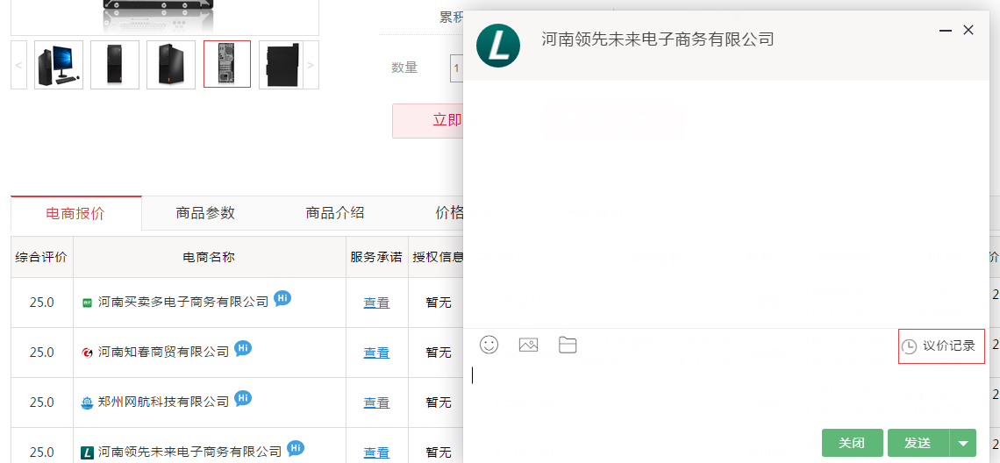 累积
<
>
数量
1
立即
电商报价 商品参数 商品介绍 价格
综合评价 电商名称 服务承诺 授权信息
25.0 河南买卖多电子商务有限公司 Hi 查看 暂无
25.0 河南知春商贸有限公司 Hi 查看 暂无
25.0 郑州网航科技有限公司 Hi 查看 暂无
25.0 L 河南领先未来电子商务有限公司 Hi 查看 暂无
L 河南领先未来电子商务有限公司
议价记录
关闭 发送
价
2
2
2
2